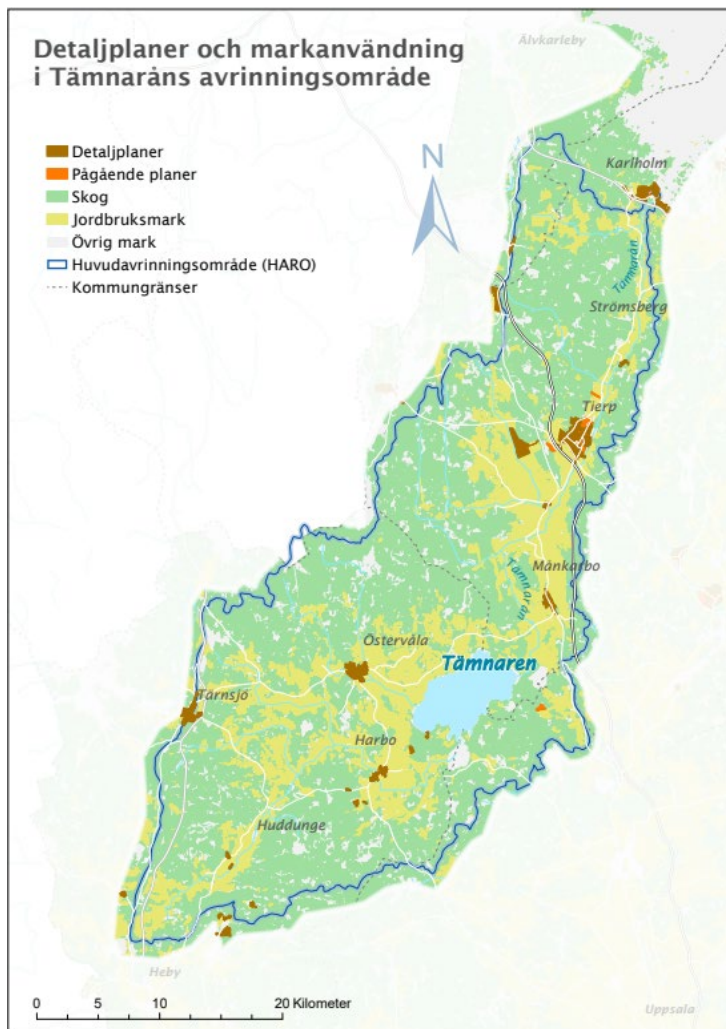 Detaljplaner och markanvändning
i Tämnaråns avrinningsområde
Älvkarleby
N
Detaljplaner
Pågående planer
Skog
Jordbruksmark
Övrig mark
Huvudavrinningsområde (HARO)
Kommungränser
Karlholm
Tämnarån
Strömsberg
Tierp
Månkarbo
Tämnarån
Östervåla
Tämnaren
Tärnsjö
Harbo
Huddunge
Heby
0 5 10 20 Kilometer
Uppsala